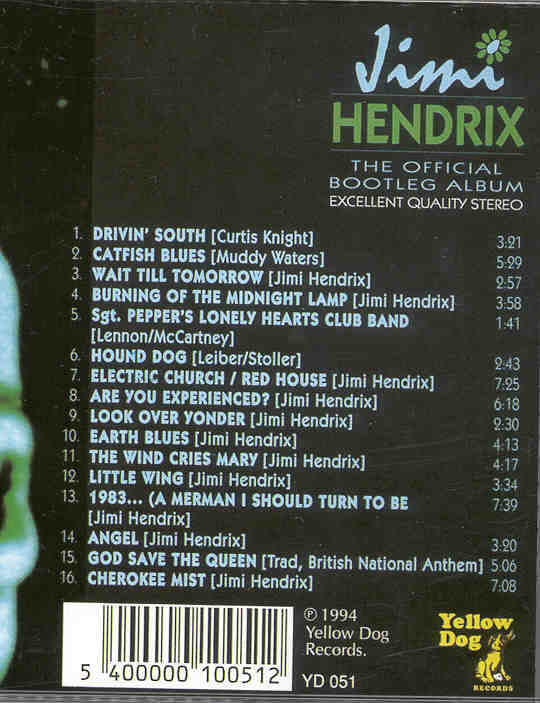 Jimi
HENDRIX
THE OFFICIAL
BOOTLEG ALBUM
EXCELLENT QUALITY STEREO
1. DRIVIN' SOUTH [Curtis Knight] 3:21
2. CATFISH BLUES [Muddy Waters] 5:29
3. WAIT TILL TOMORROW [Jimi Hendrix] 2:57
4. BURNING OF THE MIDNIGHT LAMP [Jimi Hendrix] 3:58
5. Sgt. PEPPER'S LONELY HEARTS CLUB BAND 1:41
[Lennon/McCartney]
6. HOUND DOG [Leiber/Stoller] 2:43
7. ELECTRIC CHURCH / RED HOUSE [Jimi Hendrix] 7:25
8. ARE YOU EXPERIENCED? [Jimi Hendrix] 6:18
9. LOOK OVER YONDER [Jimi Hendrix] 2:30
10. EARTH BLUES [Jimi Hendrix] 4:13
11. THE WIND CRIES MARY [Jimi Hendrix] 4:17
12. LITTLE WING [Jimi Hendrix] 3:34
13. 1983... (A MERMAN I SHOULD TURN TO BE 7:39
[Jimi Hendrix]
14. ANGEL [Jimi Hendrix] 3:20
15. GOD SAVE THE QUEEN [Trad, British National Anthem] 5:06
16. CHEROKEE MIST [Jimi Hendrix] 7:08
5 400000 100512
℗ 1994
Yellow Dog
Records.
YD 051
Yellow
Dog
RECORDS